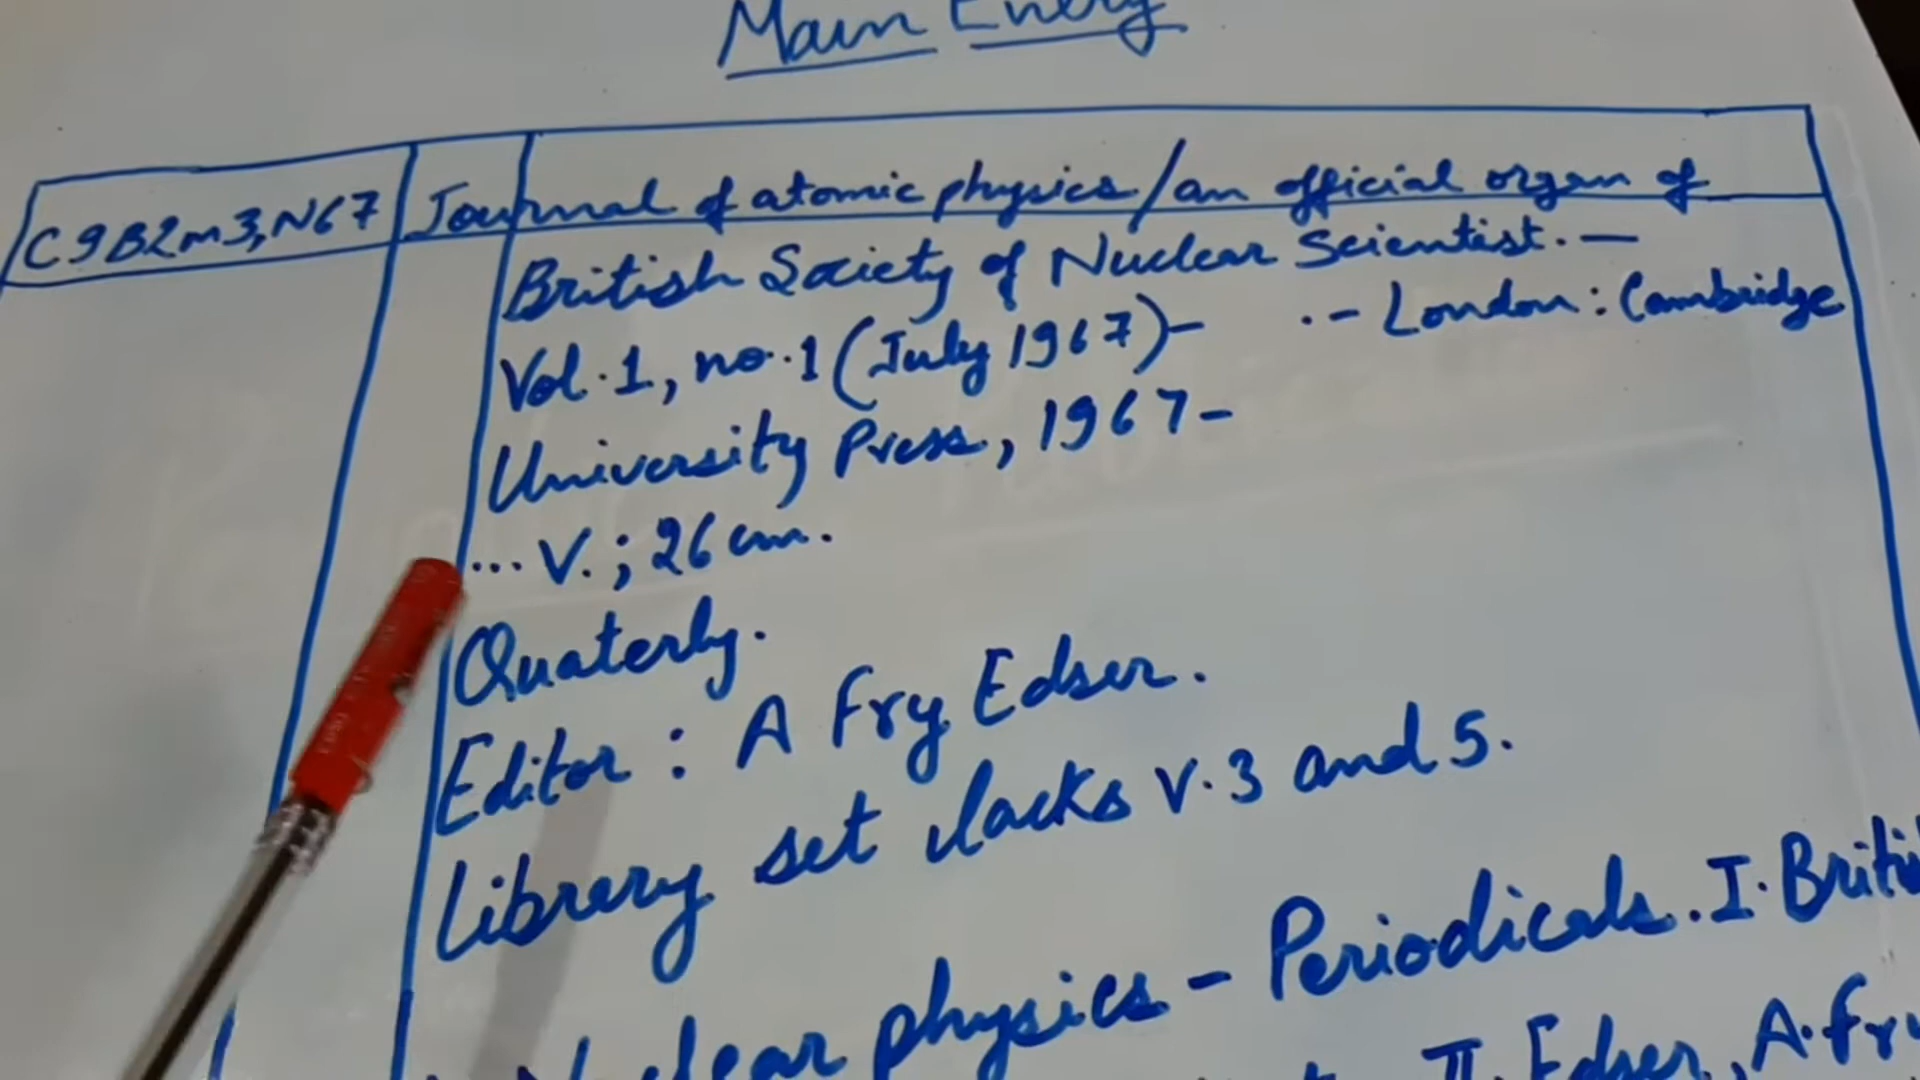 Main Entry
C9B2m3,N67 Journal of atomic physics / an official organ of
British Society of Nuclear Scientist. —
Vol. 1, no. 1 (July 1967)– .– London : Cambridge
University Press, 1967–
... V. ; 26 cm.
Quaterly.
Editor : A Fry Edser.
Library set lacks v. 3 and 5.
Nuclear physics – Periodicals. I. Briti
II. Edser, A. Fry